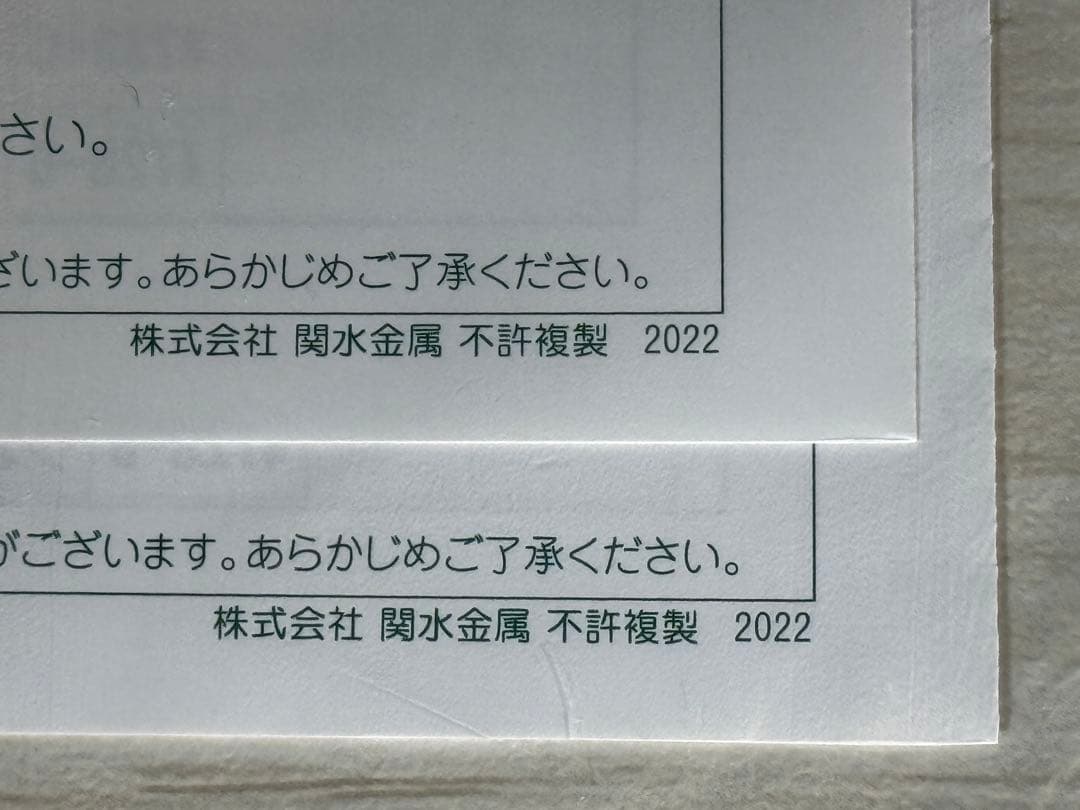 さい。
ざいます。あらかじめご了承ください。
株式会社 関水金属 不許複製　2022
がございます。あらかじめご了承ください。
株式会社 関水金属 不許複製　2022